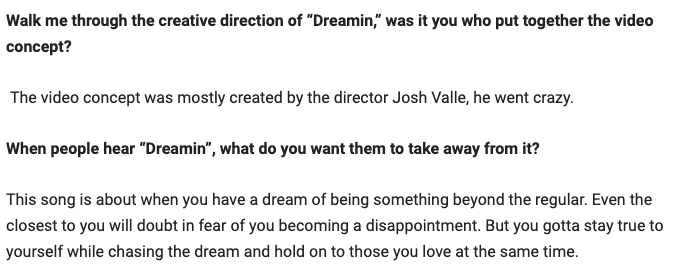 Walk me through the creative direction of “Dreamin,” was it you who put together the video
concept?
The video concept was mostly created by the director Josh Valle, he went crazy.
When people hear “Dreamin”, what do you want them to take away from it?
This song is about when you have a dream of being something beyond the regular. Even the
closest to you will doubt in fear of you becoming a disappointment. But you gotta stay true to
yourself while chasing the dream and hold on to those you love at the same time.